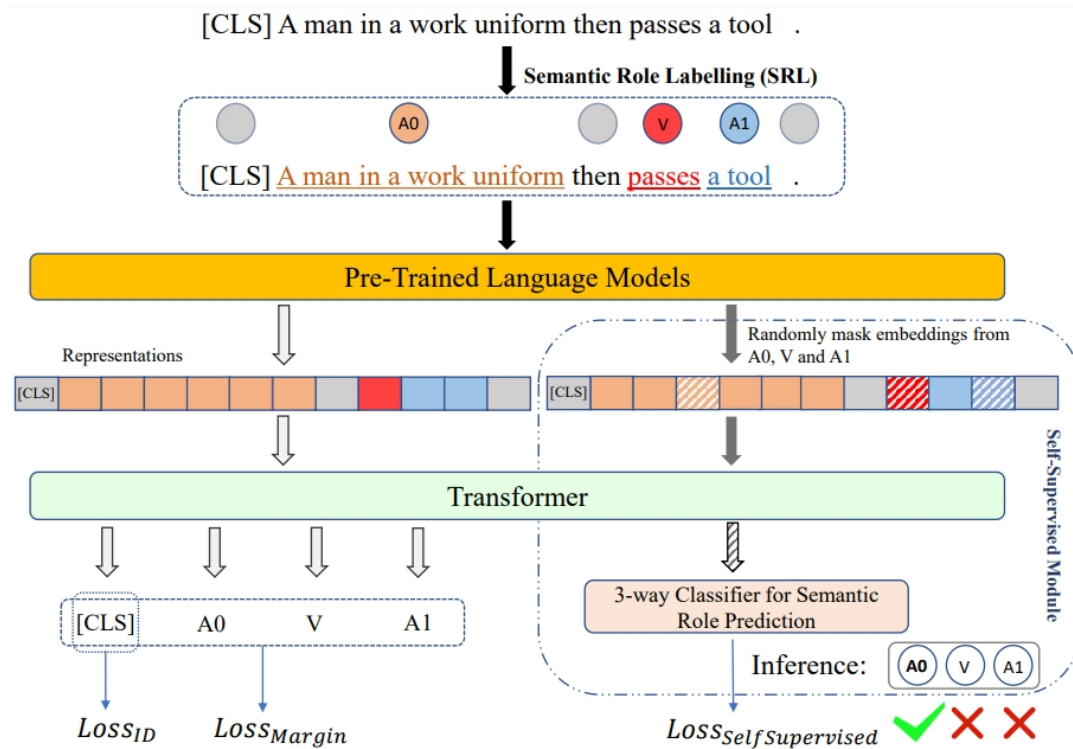 [CLS] A man in a work uniform then passes a tool .
Semantic Role Labelling (SRL)
A0 V A1
[CLS] A man in a work uniform then passes a tool .
Pre-Trained Language Models
Representations
Randomly mask embeddings from
A0, V and A1
[CLS]
[CLS]
Self-Supervised Module
Transformer
[CLS] A0 V A1
3-way Classifier for Semantic
Role Prediction
Inference: A0 V A1
Loss_ID
Loss_Margin
Loss_SelfSupervised